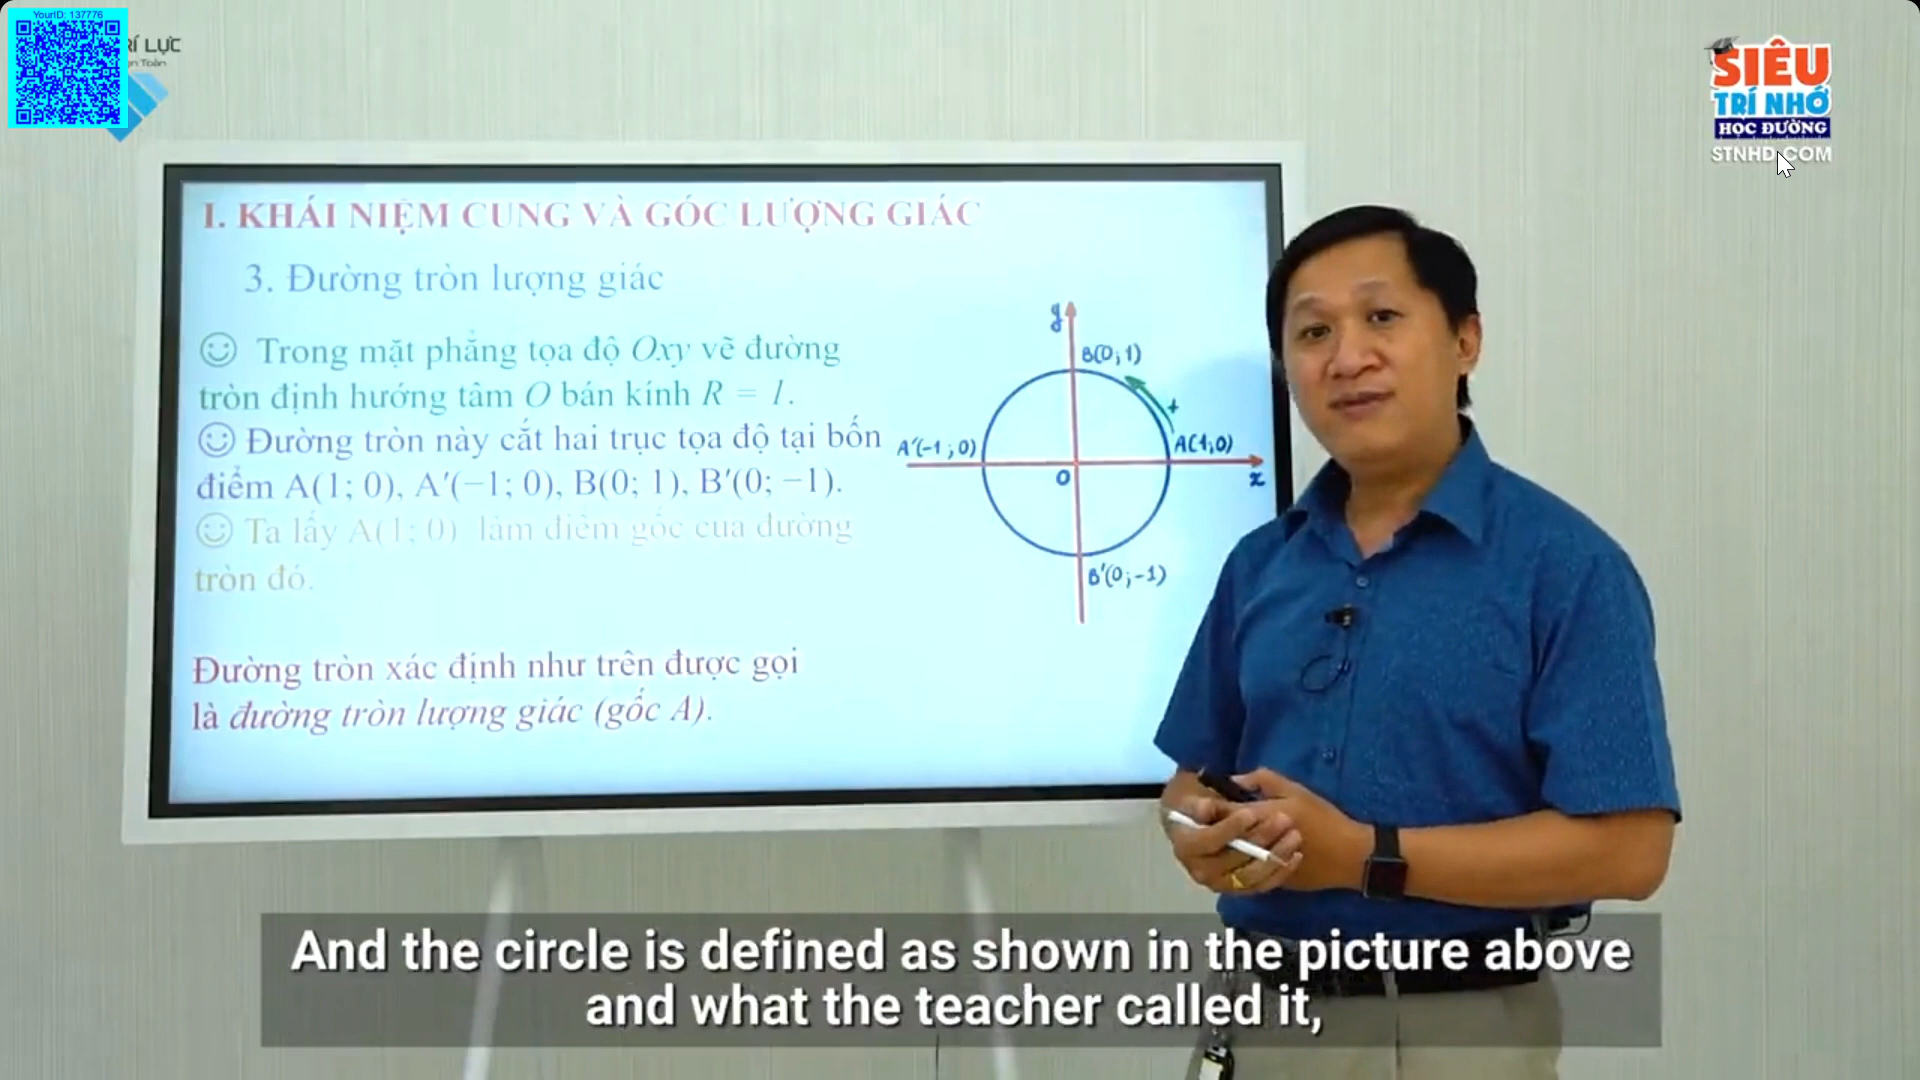 YourID: 137776
RÍ LỰC
SIÊU
TRÍ NHỚ
HỌC ĐƯỜNG
STNHD.COM
I. KHÁI NIỆM CUNG VÀ GÓC LƯỢNG GIÁC
3. Đường tròn lượng giác
Trong mặt phẳng tọa độ Oxy vẽ đường
tròn định hướng tâm O bán kính R = 1.
Đường tròn này cắt hai trục tọa độ tại bốn
điểm A(1; 0), A′(−1; 0), B(0; 1), B′(0; −1).
Ta lấy A(1; 0) làm điểm gốc của đường
tròn đó.
Đường tròn xác định như trên được gọi
là đường tròn lượng giác (gốc A).
y
B(0;1)
+
A'(-1;0)
A(1;0)
O
x
B'(0;-1)
And the circle is defined as shown in the picture above
and what the teacher called it,